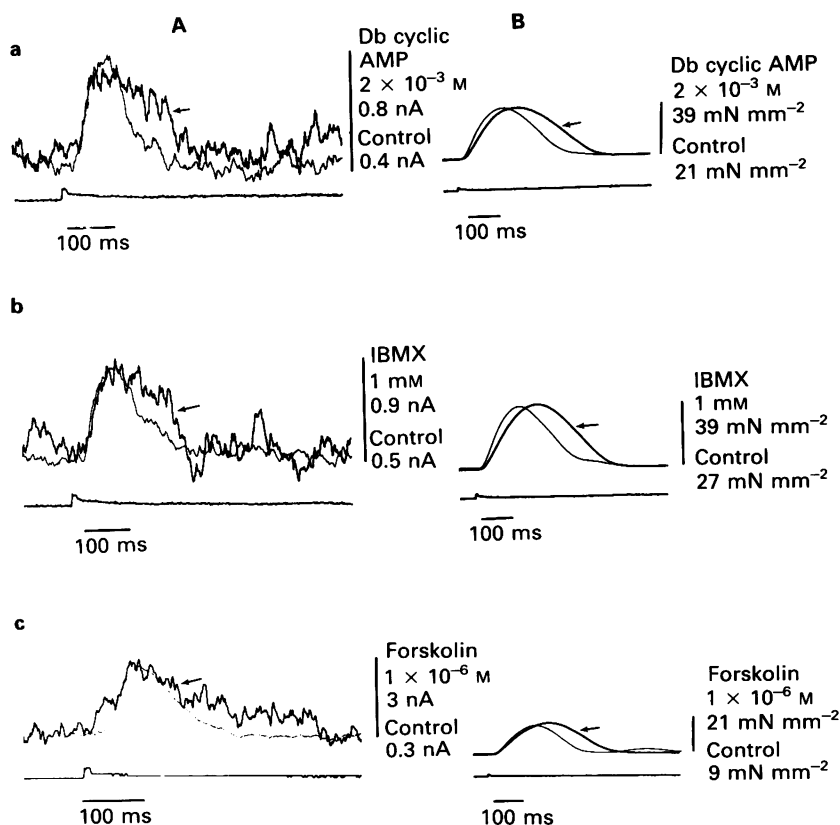 A
B
a
Db cyclic
AMP
2 × 10⁻³ M
0.8 nA
Control
0.4 nA
100 ms
Db cyclic AMP
2 × 10⁻³ M
39 mN mm⁻²
Control
21 mN mm⁻²
100 ms
b
IBMX
1 mM
0.9 nA
Control
0.5 nA
100 ms
IBMX
1 mM
39 mN mm⁻²
Control
27 mN mm⁻²
100 ms
c
Forskolin
1 × 10⁻⁶ M
3 nA
Control
0.3 nA
100 ms
Forskolin
1 × 10⁻⁶ M
21 mN mm⁻²
Control
9 mN mm⁻²
100 ms